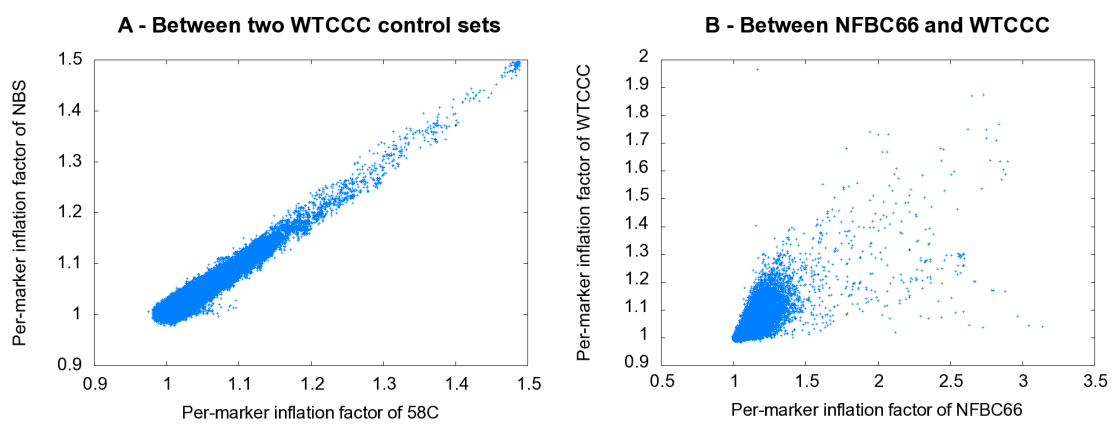 A - Between two WTCCC control sets
Per-marker inflation factor of NBS
1.5
1.4
1.3
1.2
1.1
1
0.9
0.9 1 1.1 1.2 1.3 1.4 1.5
Per-marker inflation factor of 58C
B - Between NFBC66 and WTCCC
Per-marker inflation factor of WTCCC
2
1.9
1.8
1.7
1.6
1.5
1.4
1.3
1.2
1.1
1
0.9
0.5 1 1.5 2 2.5 3 3.5
Per-marker inflation factor of NFBC66